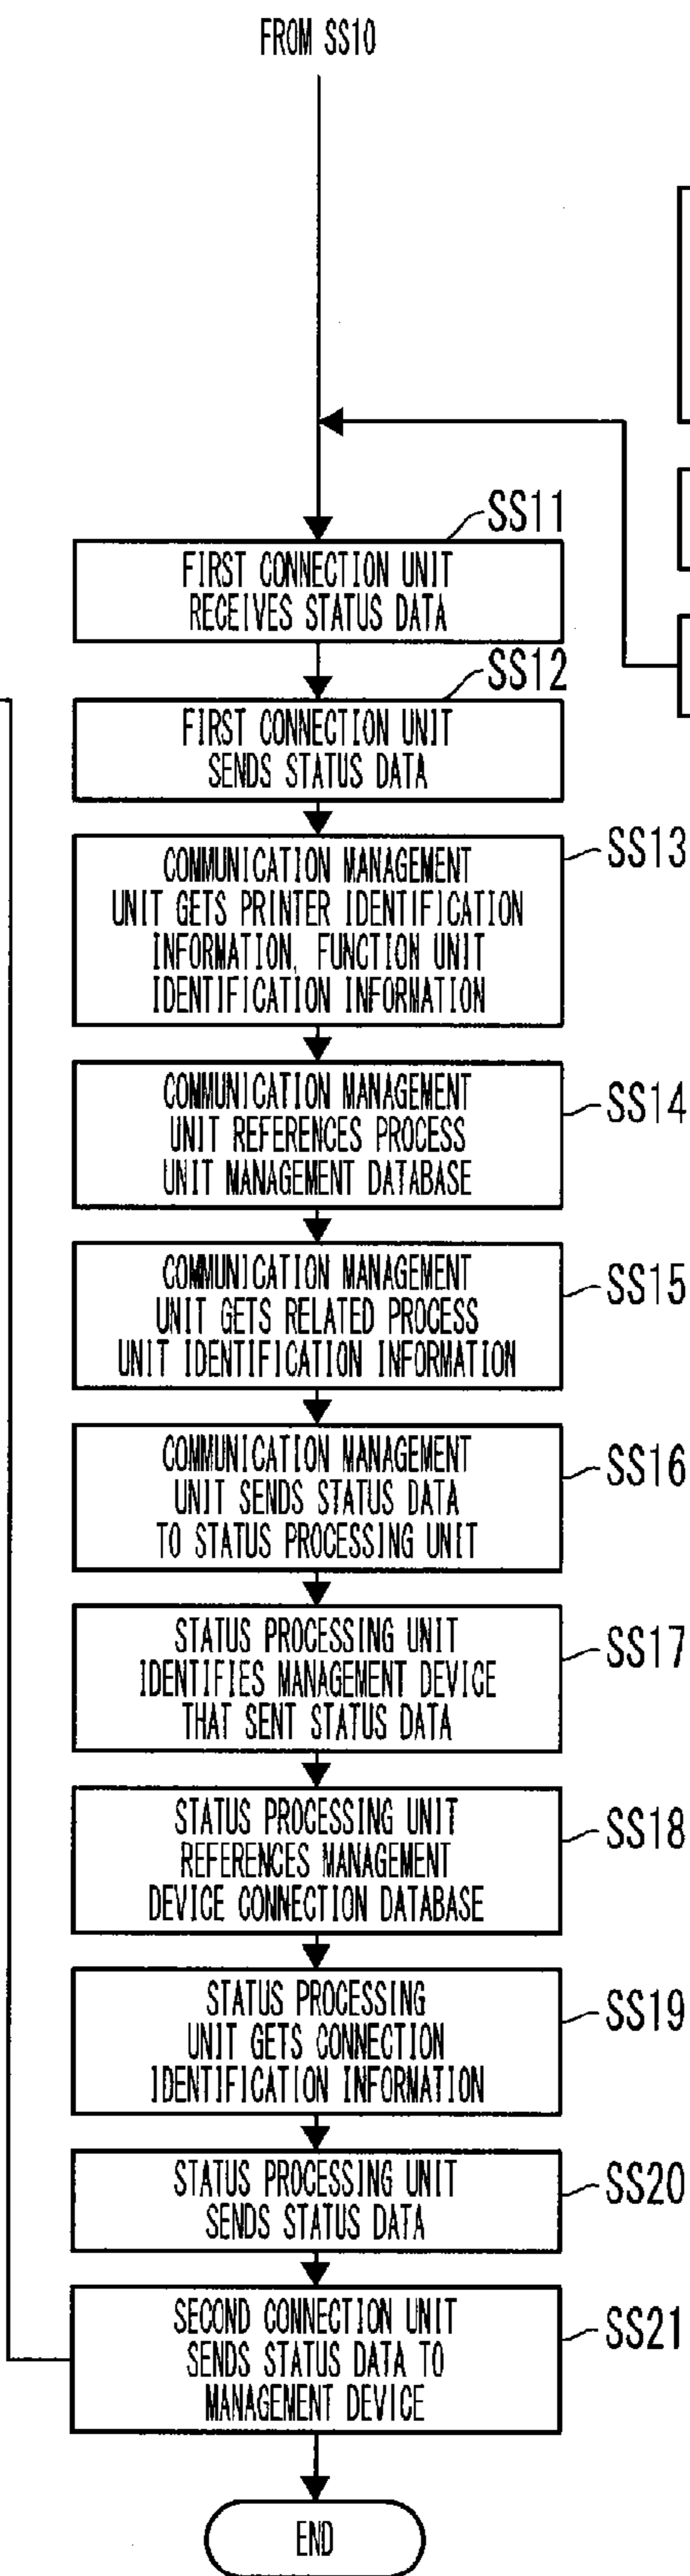 FROM SS10
SS11
FIRST CONNECTION UNIT
RECEIVES STATUS DATA
SS12
FIRST CONNECTION UNIT
SENDS STATUS DATA
SS13
COMMUNICATION MANAGEMENT
UNIT GETS PRINTER IDENTIFICATION
INFORMATION, FUNCTION UNIT
IDENTIFICATION INFORMATION
SS14
COMMUNICATION MANAGEMENT
UNIT REFERENCES PROCESS
UNIT MANAGEMENT DATABASE
SS15
COMMUNICATION MANAGEMENT
UNIT GETS RELATED PROCESS
UNIT IDENTIFICATION INFORMATION
SS16
COMMUNICATION MANAGEMENT
UNIT SENDS STATUS DATA
TO STATUS PROCESSING UNIT
SS17
STATUS PROCESSING UNIT
IDENTIFIES MANAGEMENT DEVICE
THAT SENT STATUS DATA
SS18
STATUS PROCESSING UNIT
REFERENCES MANAGEMENT
DEVICE CONNECTION DATABASE
SS19
STATUS PROCESSING
UNIT GETS CONNECTION
IDENTIFICATION INFORMATION
SS20
STATUS PROCESSING UNIT
SENDS STATUS DATA
SS21
SECOND CONNECTION UNIT
SENDS STATUS DATA TO
MANAGEMENT DEVICE
END